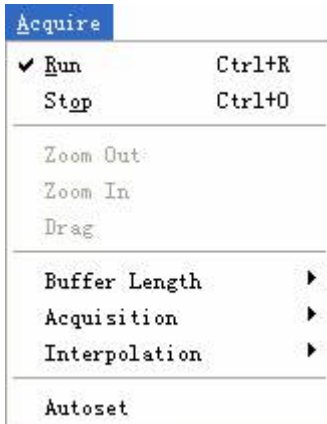 Acquire
✔ Run Ctrl+R
Stop Ctrl+O
Zoom Out
Zoom In
Drag
Buffer Length
Acquisition
Interpolation
Autoset